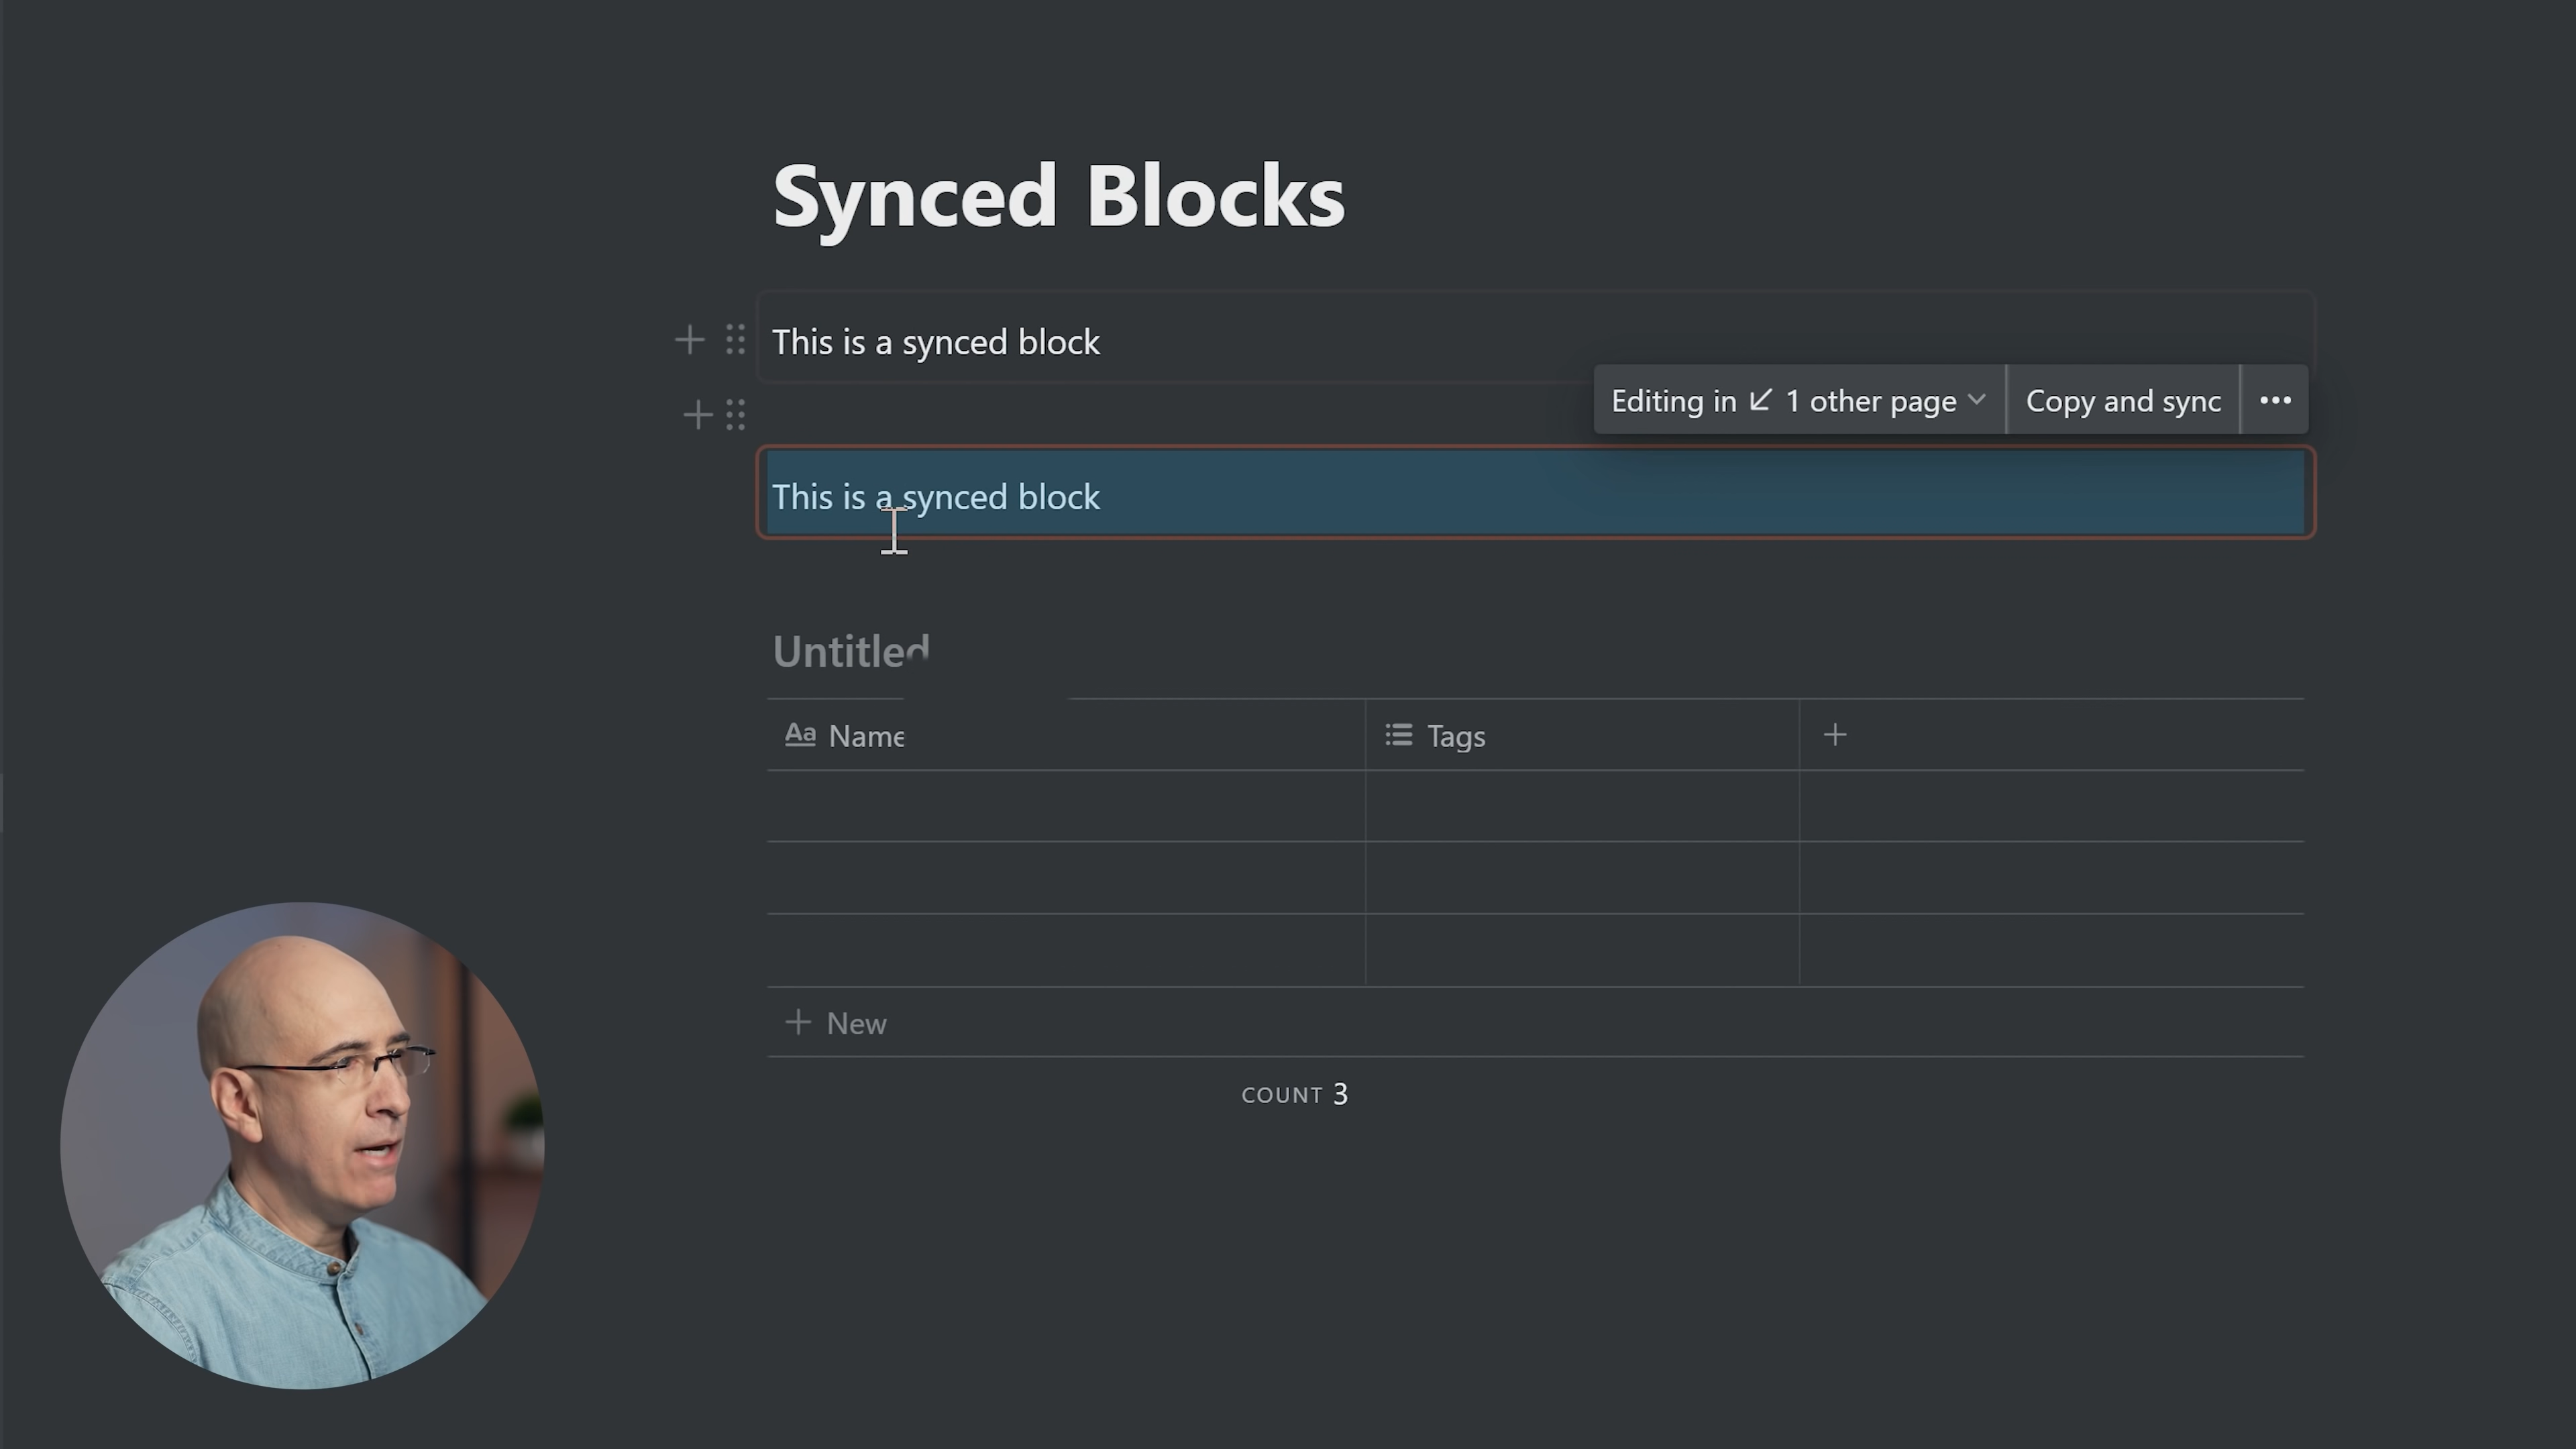 Synced Blocks
This is a synced block
Editing in ↙ 1 other page
Copy and sync
This is a synced block
Untitled
Aa Name
Tags
New
COUNT 3